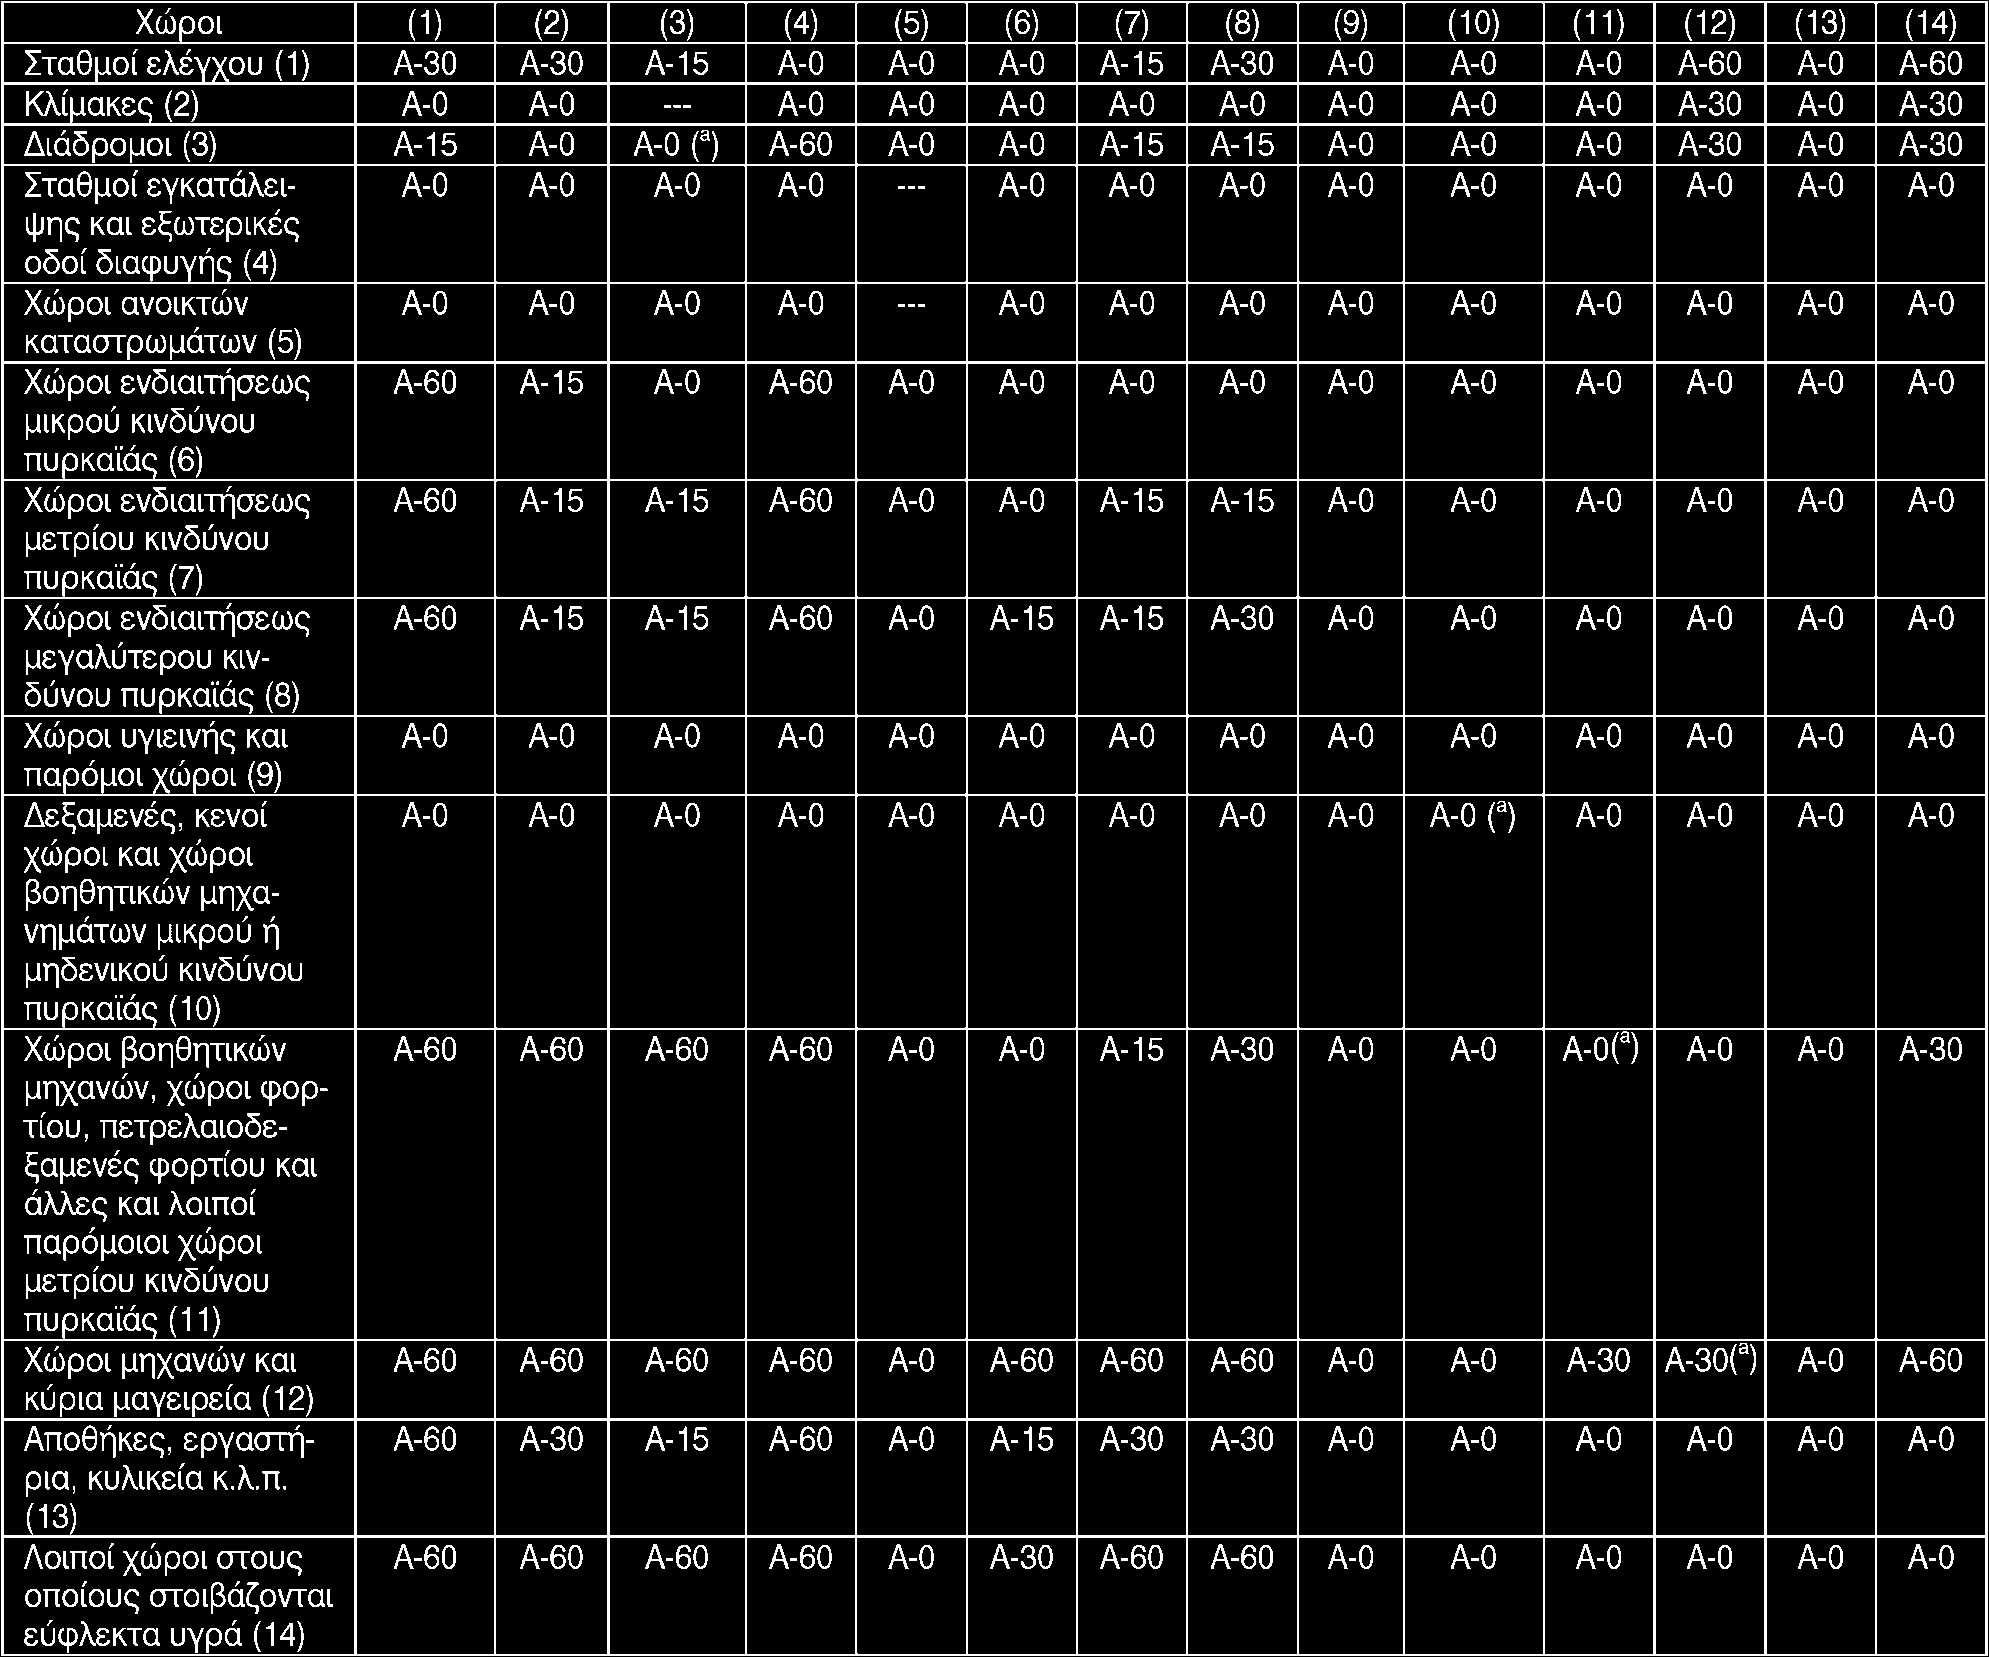 Χώροι (1) (2) (3) (4) (5) (6) (7) (8) (9) (10) (11) (12) (13) (14)
Σταθμοί ελέγχου (1) A-30 A-30 A-15 A-0 A-0 A-0 A-15 A-30 A-0 A-0 A-0 A-60 A-0 A-60
Κλίμακες (2) A-0 A-0 --- A-0 A-0 A-0 A-0 A-0 A-0 A-0 A-0 A-30 A-0 A-30
Διάδρομοι (3) A-15 A-0 A-0 (a) A-60 A-0 A-0 A-15 A-15 A-0 A-0 A-0 A-30 A-0 A-30
Σταθμοί εγκατάλει- A-0 A-0 A-0 A-0 --- A-0 A-0 A-0 A-0 A-0 A-0 A-0 A-0 A-0
ψης και εξωτερικές
οδοί διαφυγής (4)
Χώροι ανοικτών A-0 A-0 A-0 A-0 --- A-0 A-0 A-0 A-0 A-0 A-0 A-0 A-0 A-0
καταστρωμάτων (5)
Χώροι ενδιαιτήσεως A-60 A-15 A-0 A-60 A-0 A-0 A-0 A-0 A-0 A-0 A-0 A-0 A-0 A-0
μικρού κινδύνου
πυρκαϊάς (6)
Χώροι ενδιαιτήσεως A-60 A-15 A-15 A-60 A-0 A-0 A-15 A-15 A-0 A-0 A-0 A-0 A-0 A-0
μετρίου κινδύνου
πυρκαϊάς (7)
Χώροι ενδιαιτήσεως A-60 A-15 A-15 A-60 A-0 A-15 A-15 A-30 A-0 A-0 A-0 A-0 A-0 A-0
μεγαλύτερου κιν-
δύνου πυρκαϊάς (8)
Χώροι υγιεινής και A-0 A-0 A-0 A-0 A-0 A-0 A-0 A-0 A-0 A-0 A-0 A-0 A-0 A-0
παρόμοι χώροι (9)
Δεξαμενές, κενοί A-0 A-0 A-0 A-0 A-0 A-0 A-0 A-0 A-0 A-0 (a) A-0 A-0 A-0 A-0
χώροι και χώροι
βοηθητικών μηχα-
νημάτων μικρού ή
μηδενικού κινδύνου
πυρκαϊάς (10)
Χώροι βοηθητικών A-60 A-60 A-60 A-60 A-0 A-0 A-15 A-30 A-0 A-0 A-0(a) A-0 A-0 A-30
μηχανών, χώροι φορ-
τίου, πετρελαιοδε-
ξαμενές φορτίου και
άλλες και λοιποί
παρόμοιοι χώροι
μετρίου κινδύνου
πυρκαϊάς (11)
Χώροι μηχανών και A-60 A-60 A-60 A-60 A-0 A-60 A-60 A-60 A-0 A-0 A-30 A-30(a) A-0 A-60
κύρια μαγειρεία (12)
Αποθήκες, εργαστή- A-60 A-30 A-15 A-60 A-0 A-15 A-30 A-30 A-0 A-0 A-0 A-0 A-0 A-0
ρια, κυλικεία κ.λ.π.
(13)
Λοιποί χώροι στους A-60 A-60 A-60 A-60 A-0 A-30 A-60 A-60 A-0 A-0 A-0 A-0 A-0 A-0
οποίους στοιβάζονται
εύφλεκτα υγρά (14)